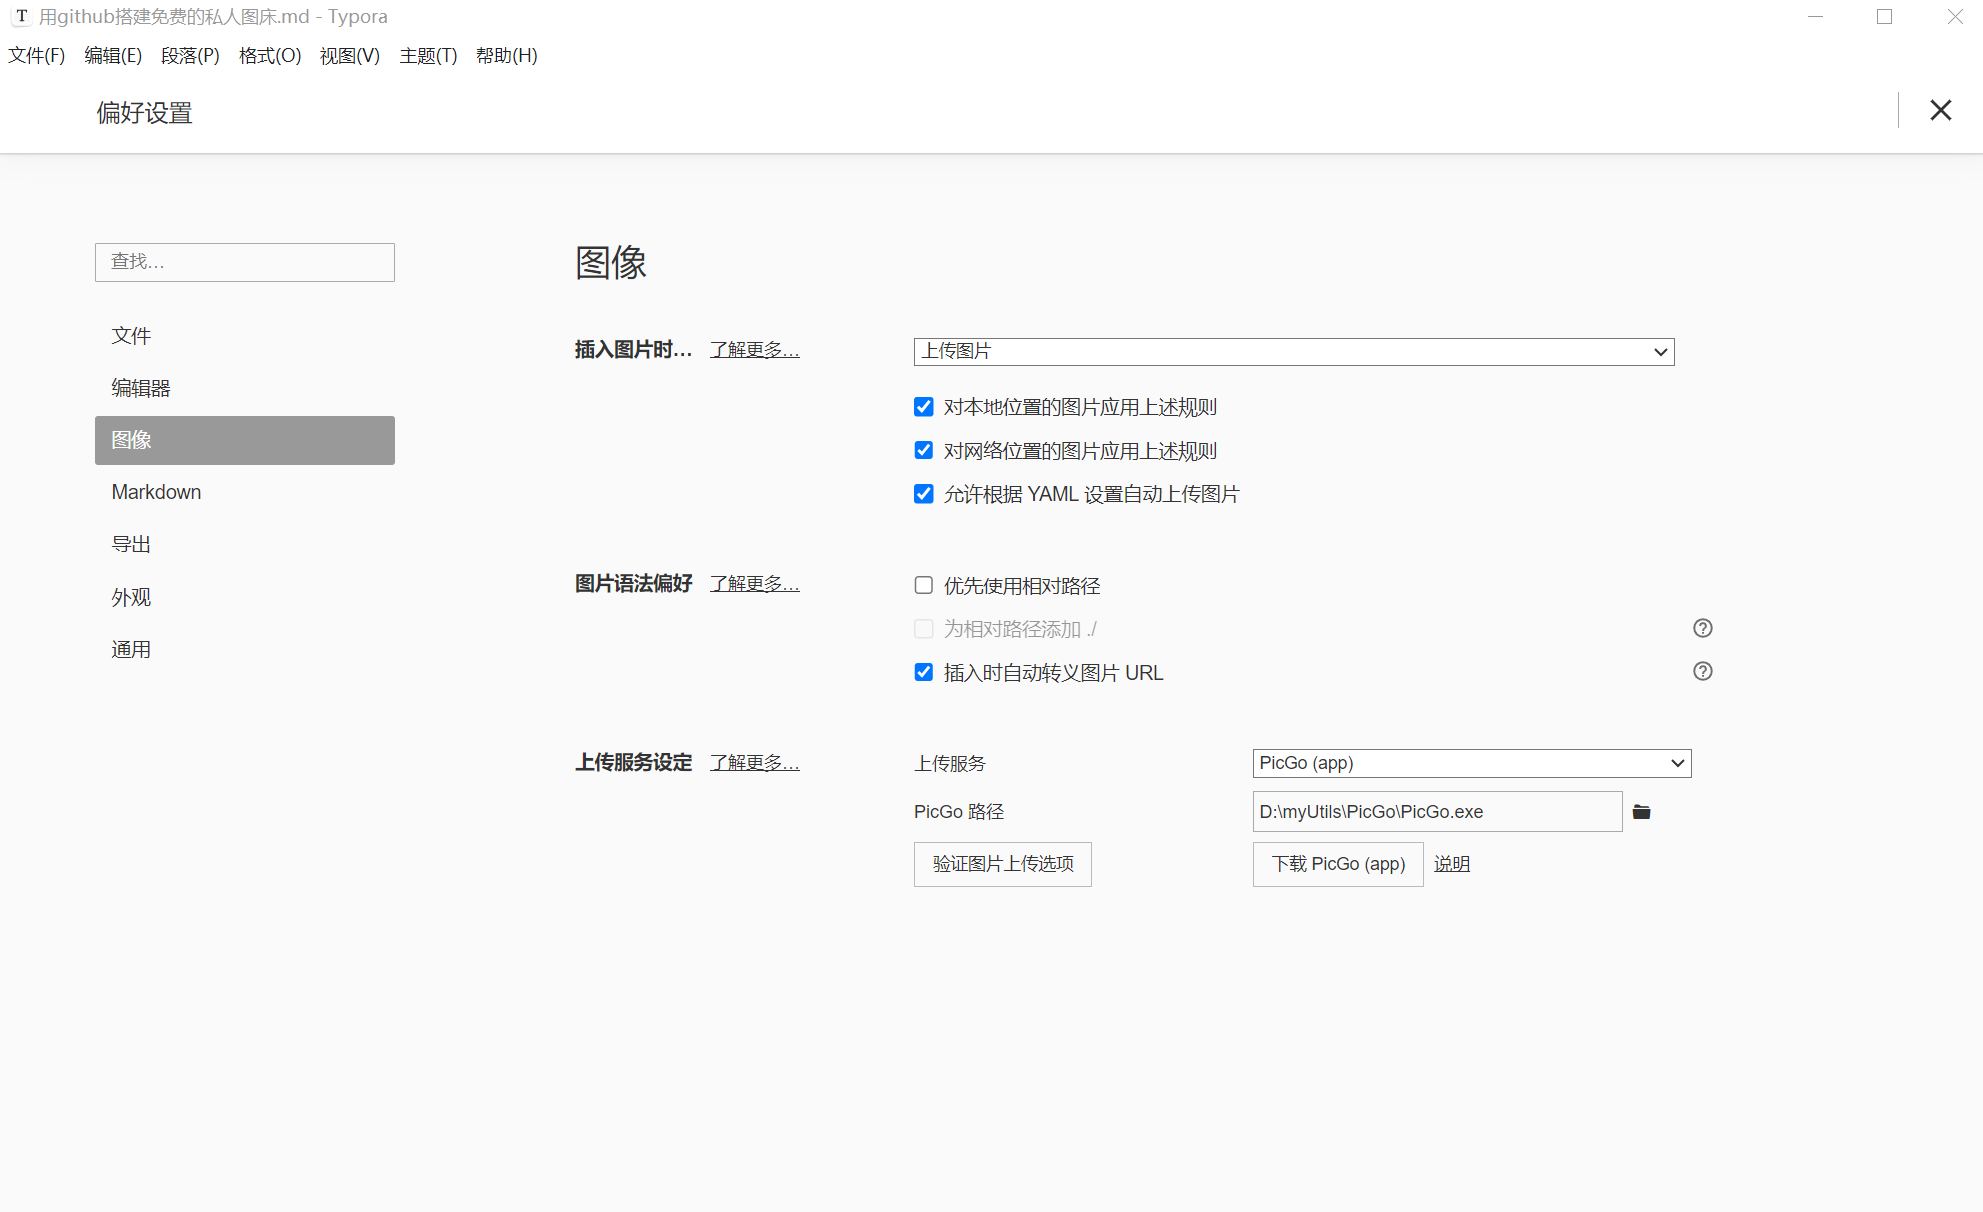 T 用github搭建免费的私人图床.md - Typora
文件(F) 编辑(E) 段落(P) 格式(O) 视图(V) 主题(T) 帮助(H)
偏好设置
查找…
文件
编辑器
图像
Markdown
导出
外观
通用
图像
插入图片时… 了解更多… 上传图片
对本地位置的图片应用上述规则
对网络位置的图片应用上述规则
允许根据 YAML 设置自动上传图片
图片语法偏好 了解更多… 优先使用相对路径
为相对路径添加 ./
插入时自动转义图片 URL
上传服务设定 了解更多… 上传服务 PicGo (app)
PicGo 路径 D:\myUtils\PicGo\PicGo.exe
验证图片上传选项 下载 PicGo (app) 说明